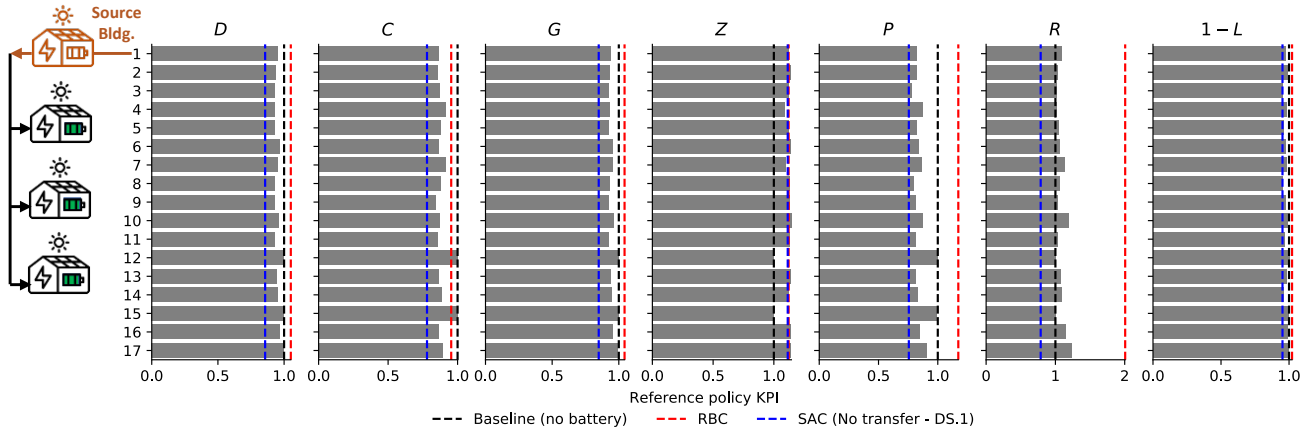 Source
Bldg.
D C G Z P R 1 − L
1
2
3
4
5
6
7
8
9
10
11
12
13
14
15
16
17
0.0 0.5 1.0 0.0 0.5 1.0 0.0 0.5 1.0 0.0 0.5 1.0 0.0 0.5 1.0 0 1 2 0.0 0.5 1.0
Reference policy KPI
Baseline (no battery) RBC SAC (No transfer - DS.1)